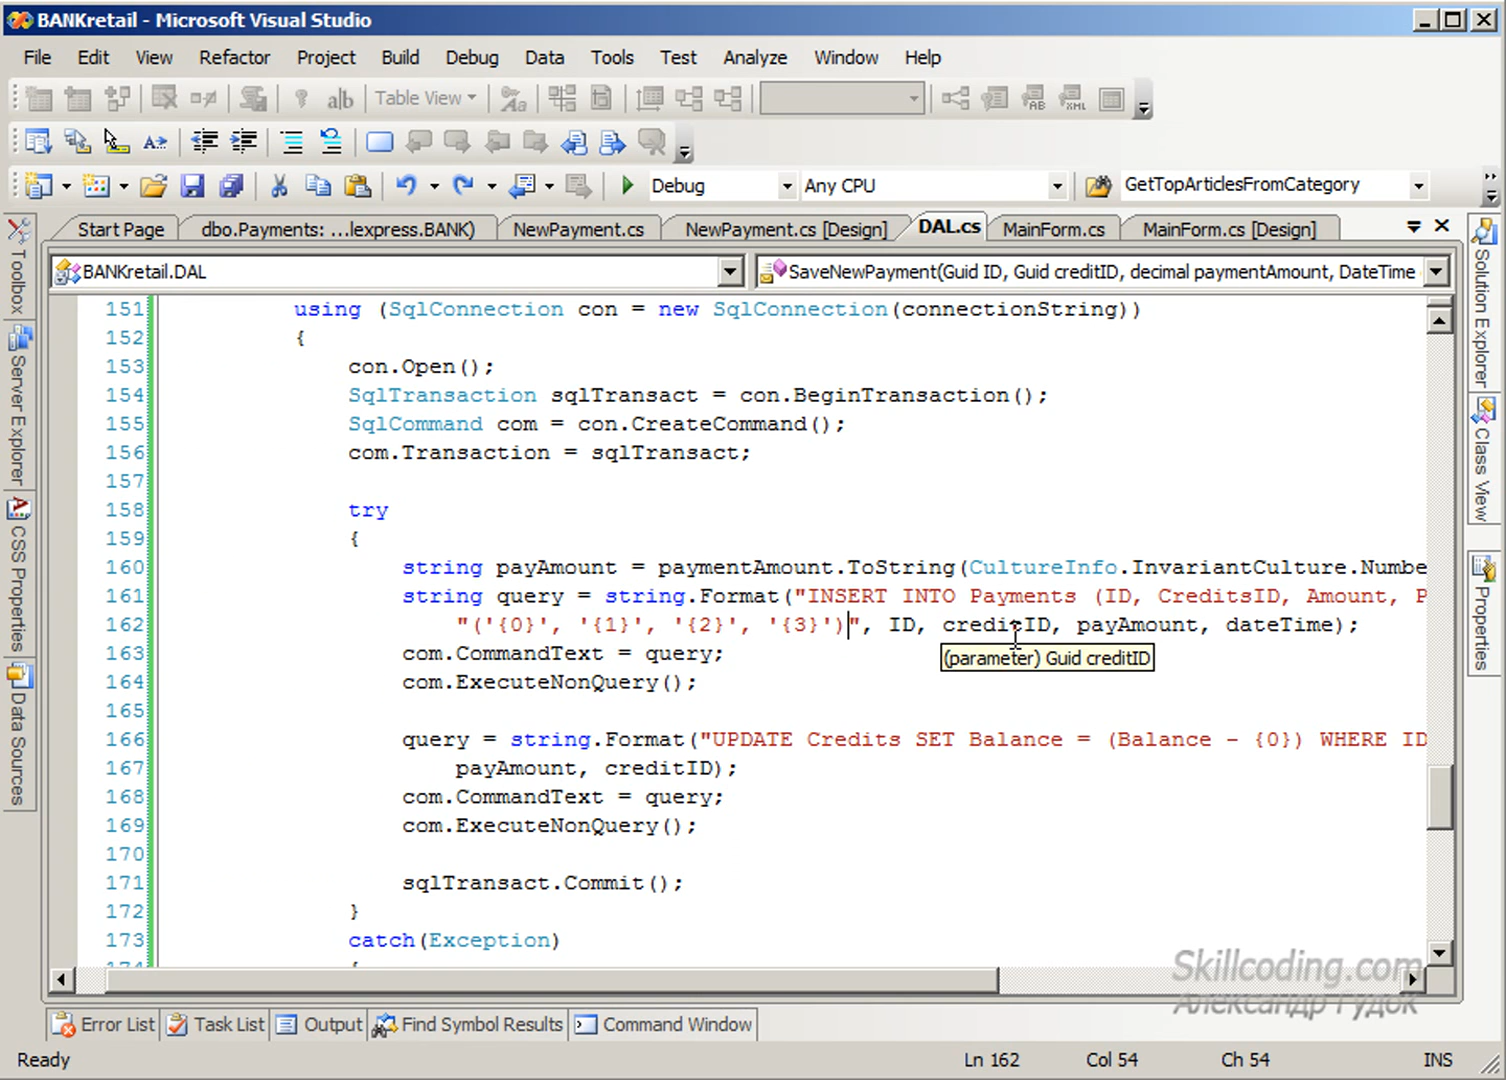 BANKretail - Microsoft Visual Studio
File Edit View Refactor Project Build Debug Data Tools Test Analyze Window Help
a|b Table View
Debug Any CPU GetTopArticlesFromCategory
Start Page dbo.Payments: ...lexpress.BANK) NewPayment.cs NewPayment.cs [Design] DAL.cs MainForm.cs MainForm.cs [Design]
BANKretail.DAL SaveNewPayment(Guid ID, Guid creditID, decimal paymentAmount, DateTime
Toolbox
Server Explorer
CSS Properties
Data Sources
151 using (SqlConnection con = new SqlConnection(connectionString))
152 {
153 con.Open();
154 SqlTransaction sqlTransact = con.BeginTransaction();
155 SqlCommand com = con.CreateCommand();
156 com.Transaction = sqlTransact;
157
158 try
159 {
160 string payAmount = paymentAmount.ToString(CultureInfo.InvariantCulture.Numbe
161 string query = string.Format("INSERT INTO Payments (ID, CreditsID, Amount, P
162 "('{0}', '{1}', '{2}', '{3}')", ID, creditID, payAmount, dateTime);
(parameter) Guid creditID
163 com.CommandText = query;
164 com.ExecuteNonQuery();
165
166 query = string.Format("UPDATE Credits SET Balance = (Balance - {0}) WHERE ID
167 payAmount, creditID);
168 com.CommandText = query;
169 com.ExecuteNonQuery();
170
171 sqlTransact.Commit();
172 }
173 catch(Exception)
Solution Explorer
Class View
Properties
Skillcoding.com
Александр Гудок
Error List Task List Output Find Symbol Results Command Window
Ready Ln 162 Col 54 Ch 54 INS